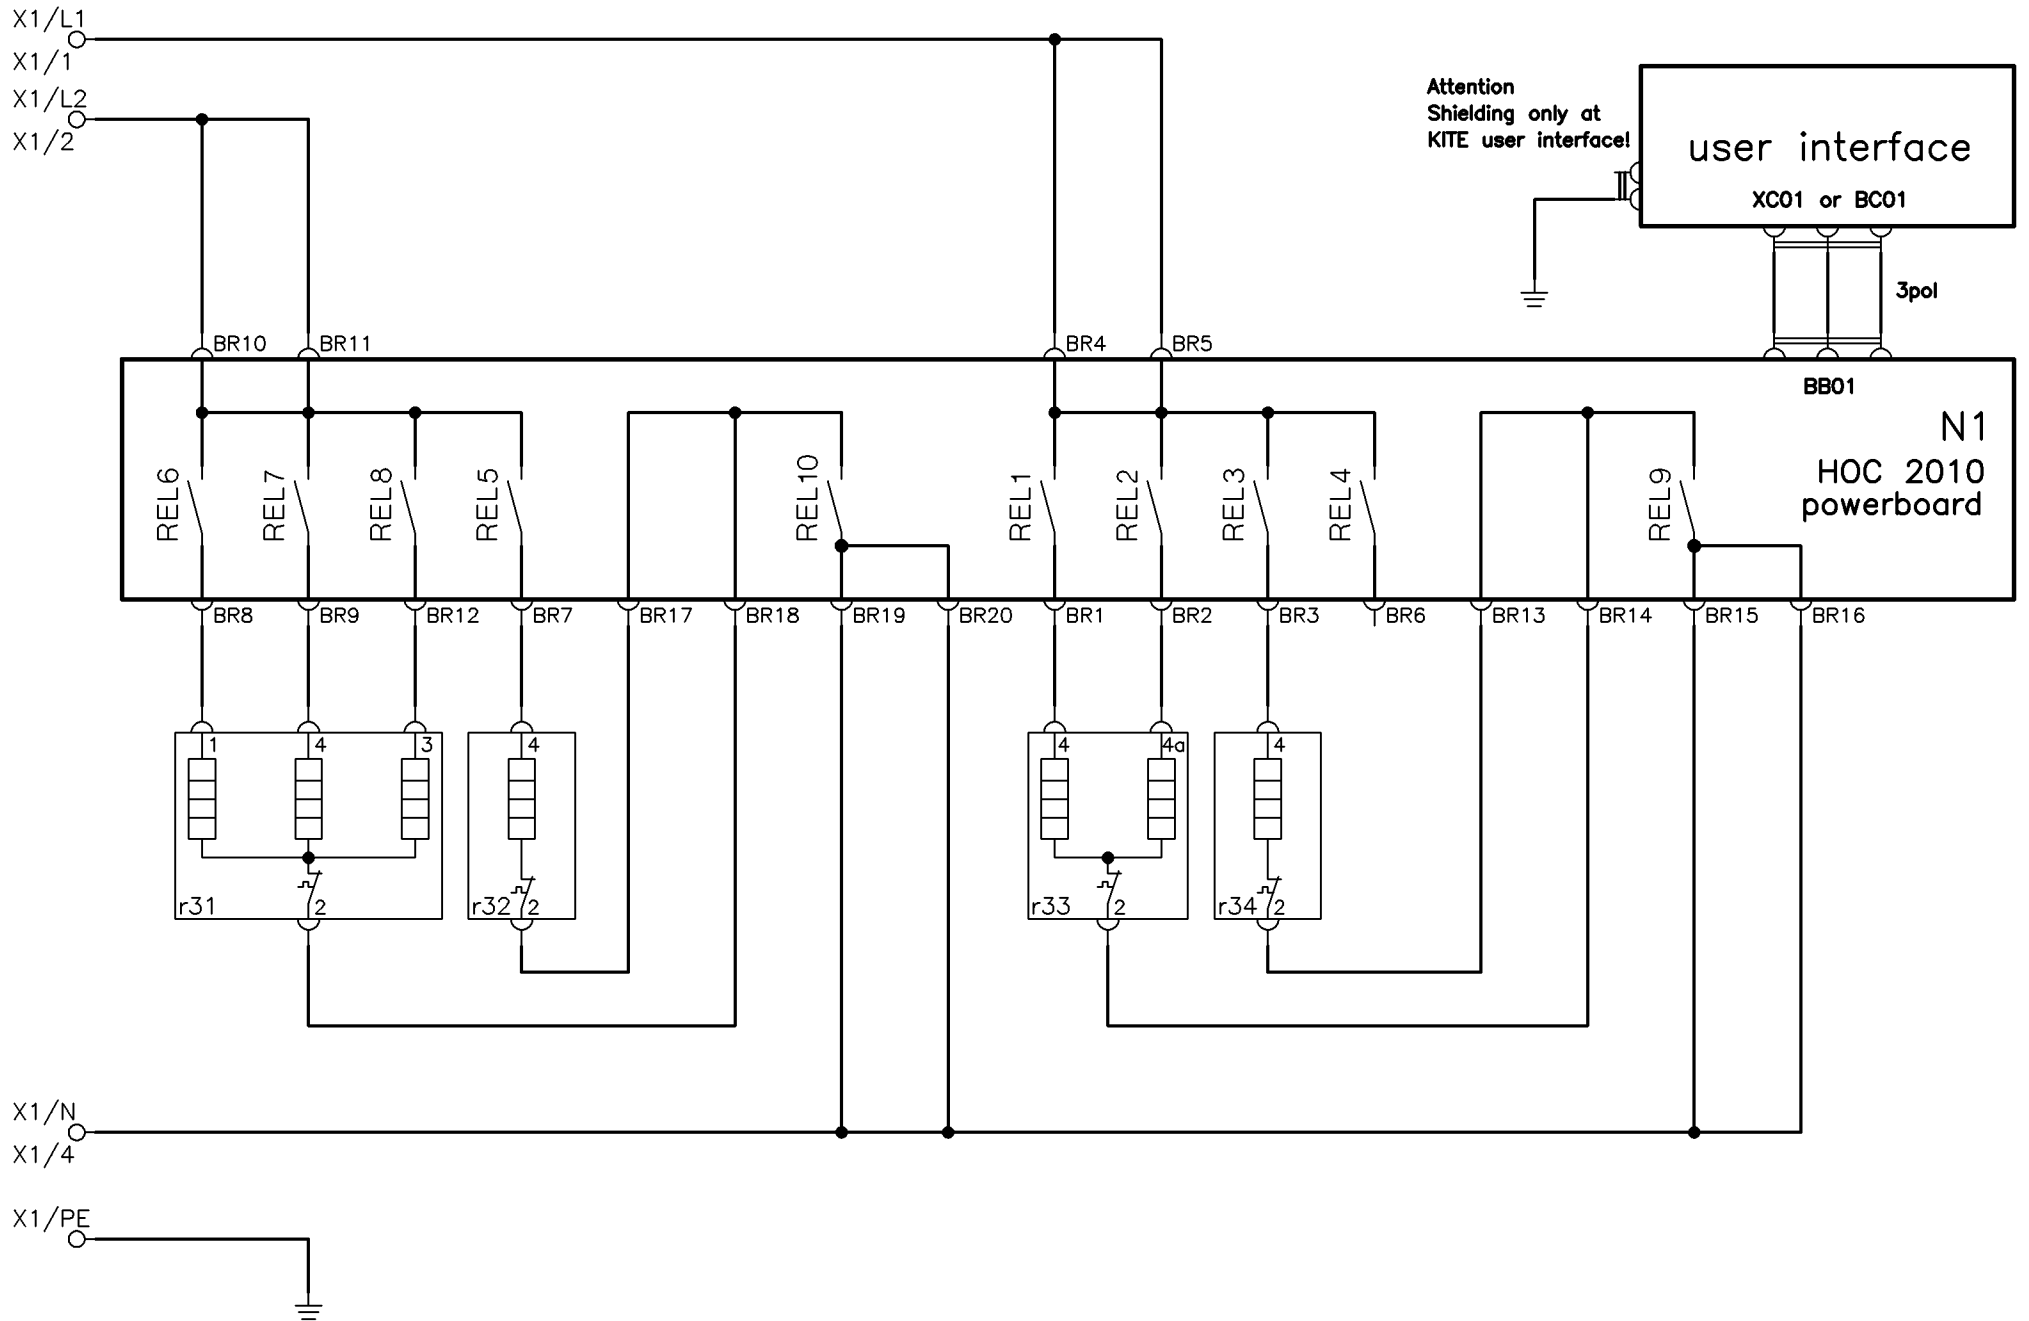 X1/L1
X1/1
X1/L2
X1/2
Attention
Shielding only at
KITE user interface!
user interface
XC01 or BC01
3pol
BR10
BR11
BR4
BR5
BB01
N1
HOC 2010
powerboard
REL6
REL7
REL8
REL5
REL10
REL1
REL2
REL3
REL4
REL9
BR8
BR9
BR12
BR7
BR17
BR18
BR19
BR20
BR1
BR2
BR3
BR6
BR13
BR14
BR15
BR16
1
4
3
4
4
4a
4
r31
2
r32
2
r33
2
r34
2
X1/N
X1/4
X1/PE